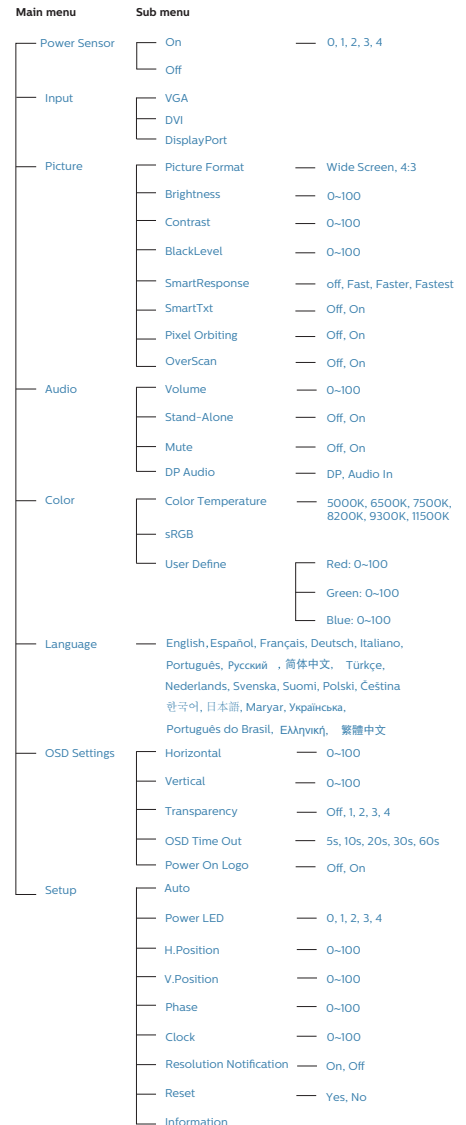 Main menu Sub menu
Power Sensor On 0, 1, 2, 3, 4
Off
Input VGA
DVI
DisplayPort
Picture Picture Format Wide Screen, 4:3
Brightness 0~100
Contrast 0~100
BlackLevel 0~100
SmartResponse off, Fast, Faster, Fastest
SmartTxt Off, On
Pixel Orbiting Off, On
OverScan Off, On
Audio Volume 0~100
Stand-Alone Off, On
Mute Off, On
DP Audio DP, Audio In
Color Color Temperature 5000K, 6500K, 7500K,
8200K, 9300K, 11500K
sRGB
User Define Red: 0~100
Green: 0~100
Blue: 0~100
Language English, Español, Français, Deutsch, Italiano,
Português, Русский , 简体中文, Türkçe,
Nederlands, Svenska, Suomi, Polski, Čeština
한국어, 日本語, Maryar, Українська,
Português do Brasil, Ελληνική, 繁體中文
OSD Settings Horizontal 0~100
Vertical 0~100
Transparency Off, 1, 2, 3, 4
OSD Time Out 5s, 10s, 20s, 30s, 60s
Power On Logo Off, On
Setup Auto
Power LED 0, 1, 2, 3, 4
H.Position 0~100
V.Position 0~100
Phase 0~100
Clock 0~100
Resolution Notification On, Off
Reset Yes, No
Information